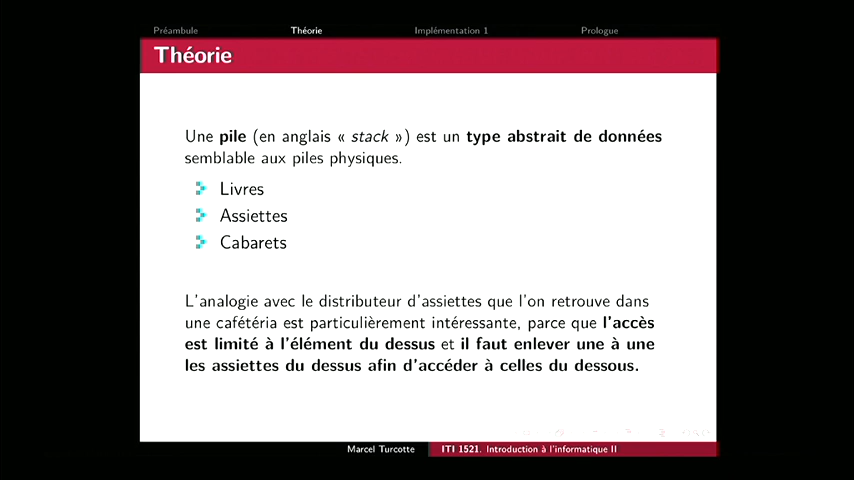 Préambule Théorie Implémentation 1 Prologue
Théorie
Une pile (en anglais « stack ») est un type abstrait de données
semblable aux piles physiques.
Livres
Assiettes
Cabarets
L'analogie avec le distributeur d'assiettes que l'on retrouve dans
une cafétéria est particulièrement intéressante, parce que l'accès
est limité à l'élément du dessus et il faut enlever une à une
les assiettes du dessus afin d'accéder à celles du dessous.
Marcel Turcotte ITI 1521. Introduction à l'informatique II